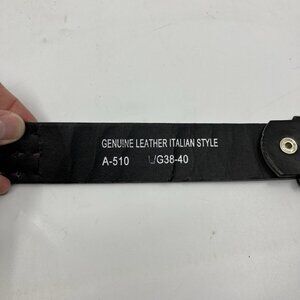 GENUINE LEATHER ITALIAN STYLE
A-510 L/G38-40